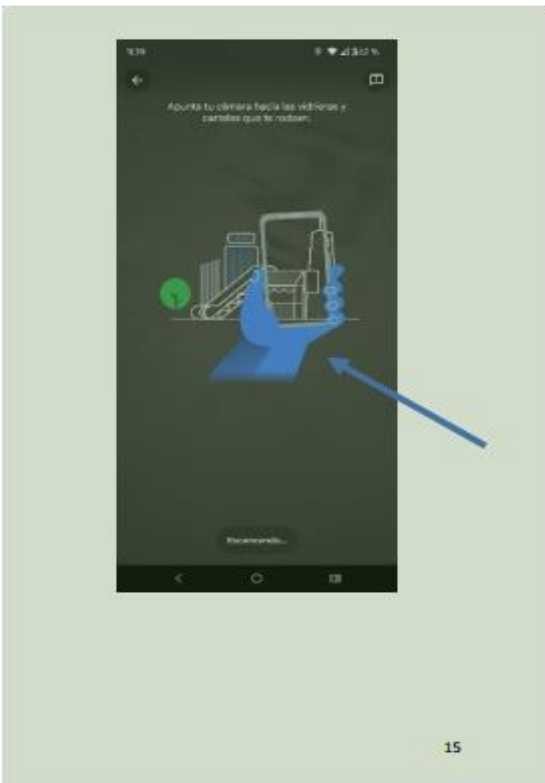 Apunta tu cámara hacia las vidrieras y
carteles que te rodean.
Escaneando...
15